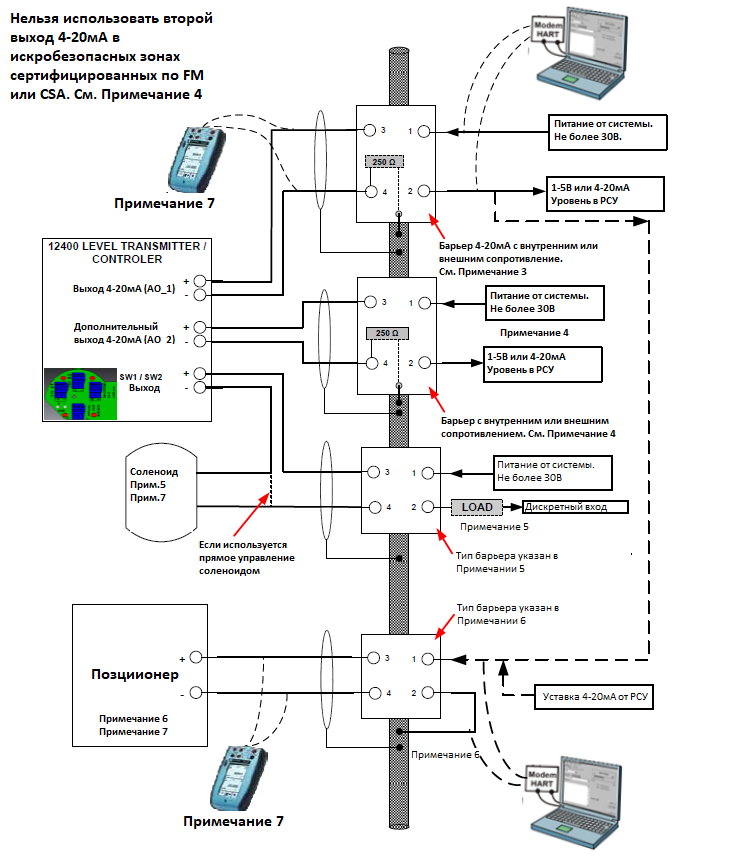 Нельзя использовать второй
выход 4-20мА в
искробезопасных зонах
сертифицированных по FM
или CSA. См. Примечание 4
Modem
HART
Примечание 7
3
1
250 Ω
4
2
Питание от системы.
Не более 30В.
1-5В или 4-20мА
Уровень в РСУ
Барьер 4-20мА с внутренним или
внешним сопротивление.
См. Примечание 3
12400 LEVEL TRANSMITTER /
CONTROLER
Выход 4-20мА (АО_1)
+
-
Дополнительный
выход 4-20мА (АО_2)
+
-
SW1 / SW2
Выход
+
-
3
1
250 Ω
4
2
Питание от системы.
Не более 30В
Примечание 4
1-5В или 4-20мА
Уровень в РСУ
Барьер с внутренним или внешним
сопротивлением. См. Примечание 4
Соленоид
Прим.5
Прим.7
Если используется
прямое управление
соленоидом
3
1
4
2
Питание от системы.
Не более 30В
LOAD
Дискретный вход
Примечание 5
Тип барьера указан в
Примечании 5
Тип барьера указан в
Примечании 6
Позциионер
+
-
Примечание 6
Примечание 7
3
1
4
2
Уставка 4-20мА от РСУ
Примечание 6
Примечание 7
Modem
HART